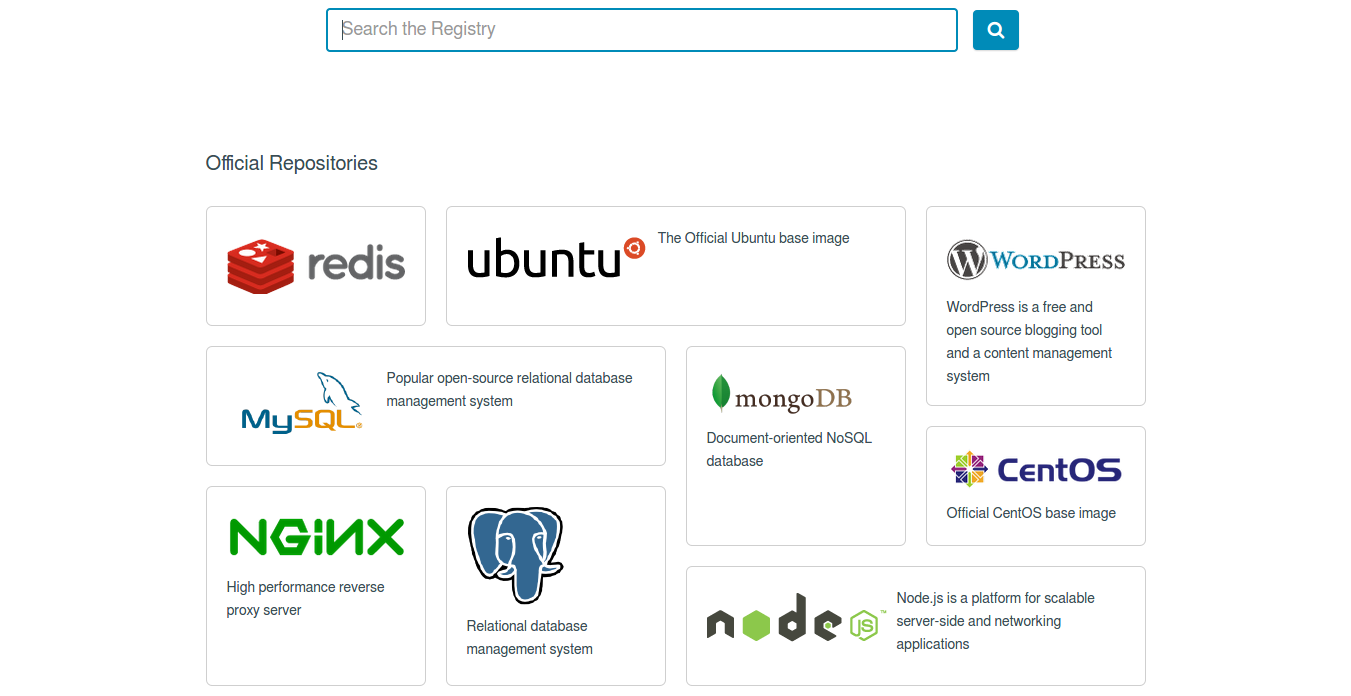 Search the Registry
Official Repositories
redis
ubuntu
The Official Ubuntu base image
WORDPRESS
WordPress is a free and
open source blogging tool
and a content management
system
MySQL®
Popular open-source relational database
management system
mongoDB
Document-oriented NoSQL
database
CentOS
Official CentOS base image
NGiNX
High performance reverse
proxy server
Relational database
management system
node JS™
Node.js is a platform for scalable
server-side and networking
applications